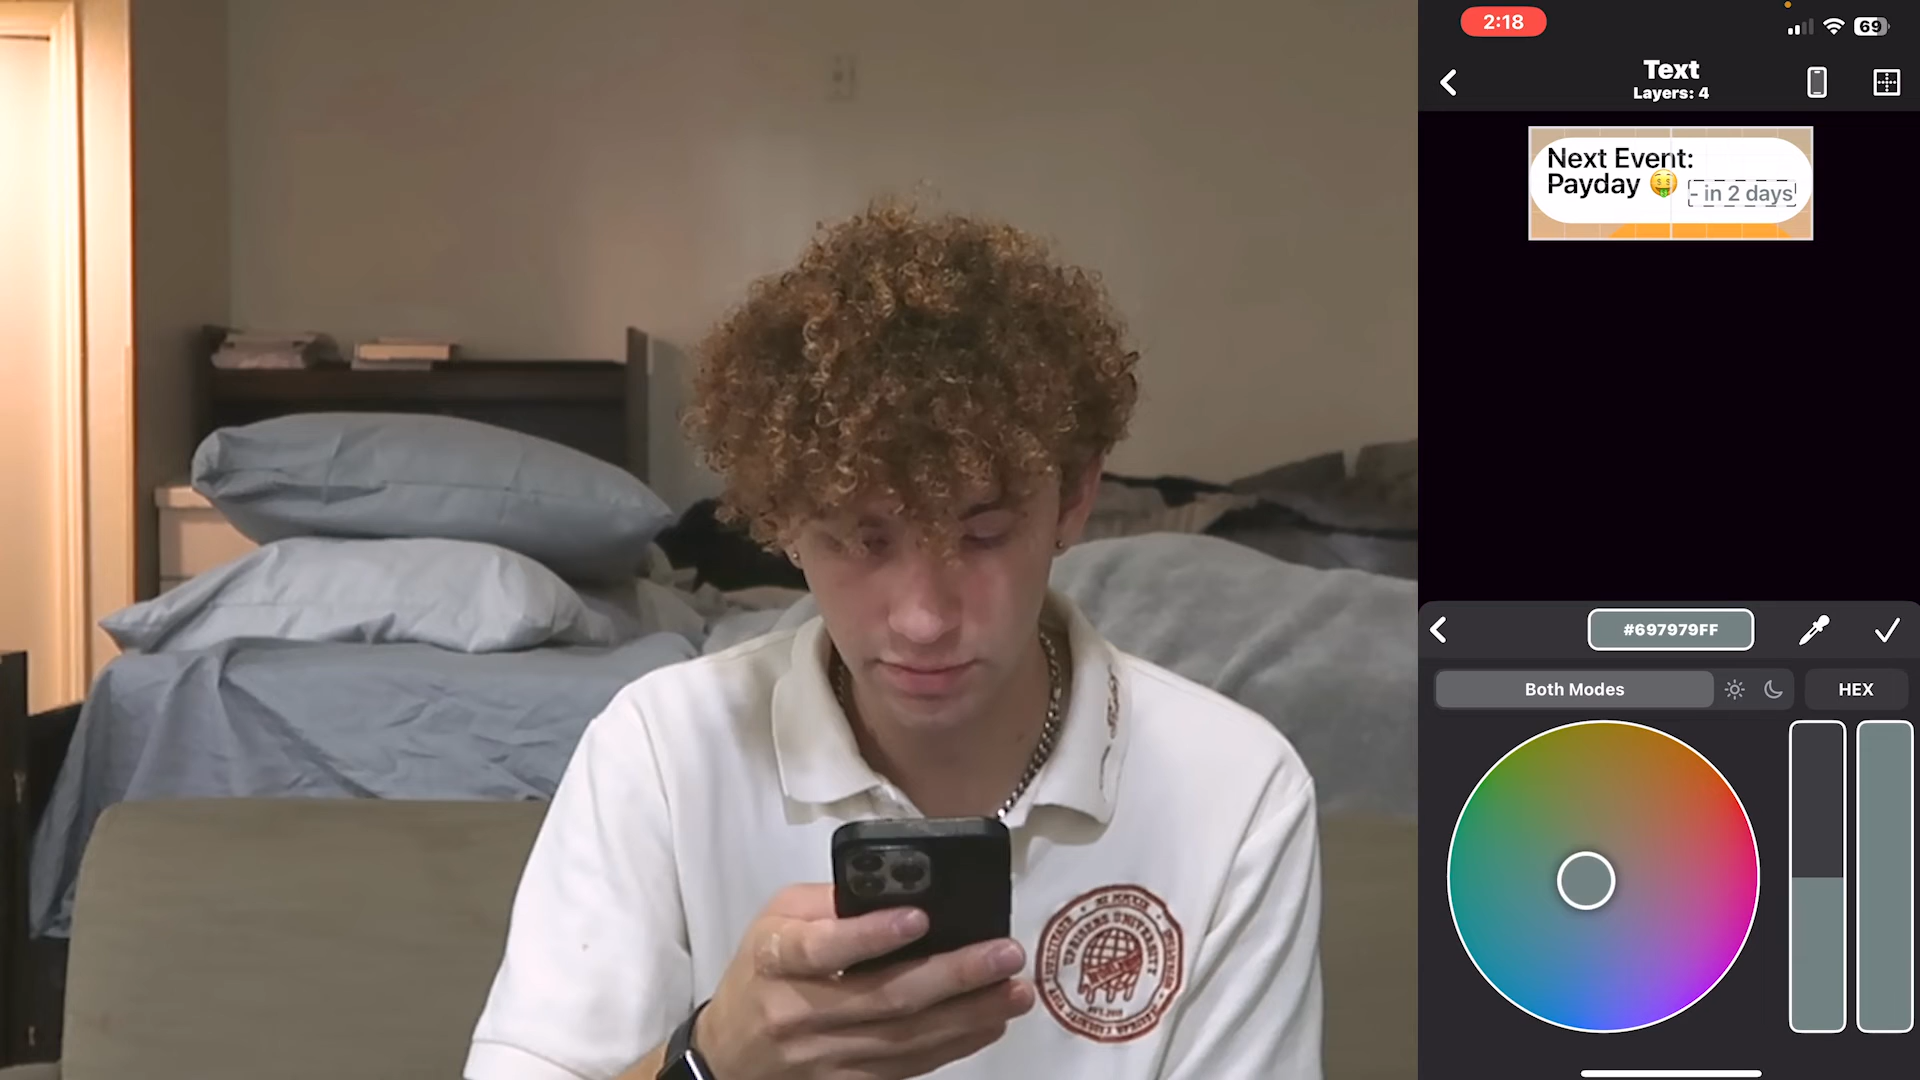 2:18
69
Text
Layers: 4
Next Event:
Payday 🤑 - in 2 days
#697979FF
Both Modes
HEX